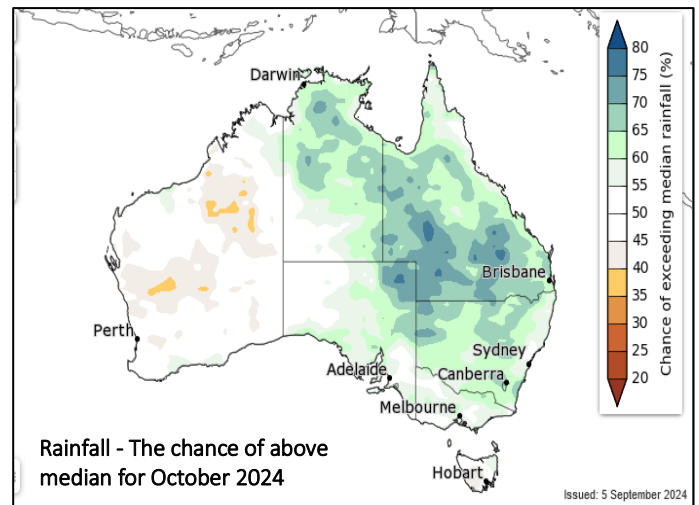 Darwin
Brisbane
Perth
Sydney
Adelaide
Canberra
Melbourne
Hobart
80
75
70
65
60
55
50
45
40
35
30
25
20
Chance of exceeding median rainfall (%)
Rainfall - The chance of above
median for October 2024
Issued: 5 September 2024